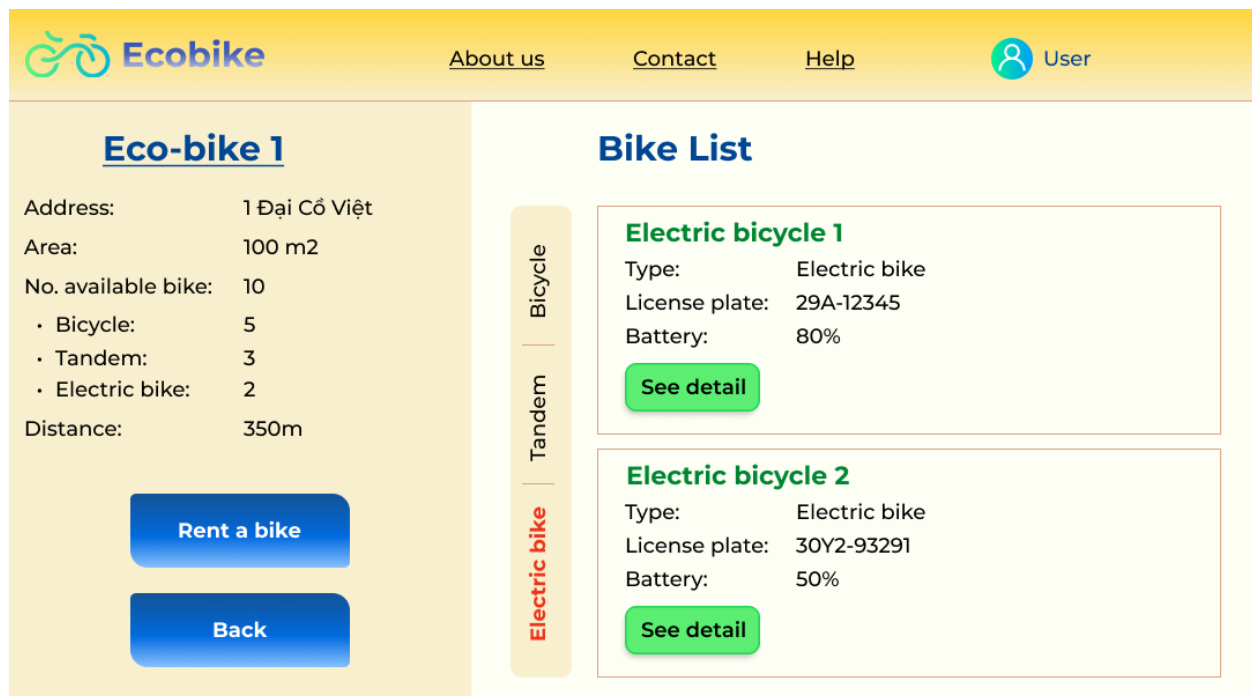 Ecobike
About us
Contact
Help
User
Eco-bike 1
Address: 1 Đại Cồ Việt
Area: 100 m2
No. available bike: 10
• Bicycle: 5
• Tandem: 3
• Electric bike: 2
Distance: 350m
Rent a bike
Back
Bike List
Bicycle
Tandem
Electric bike
Electric bicycle 1
Type: Electric bike
License plate: 29A-12345
Battery: 80%
See detail
Electric bicycle 2
Type: Electric bike
License plate: 30Y2-93291
Battery: 50%
See detail